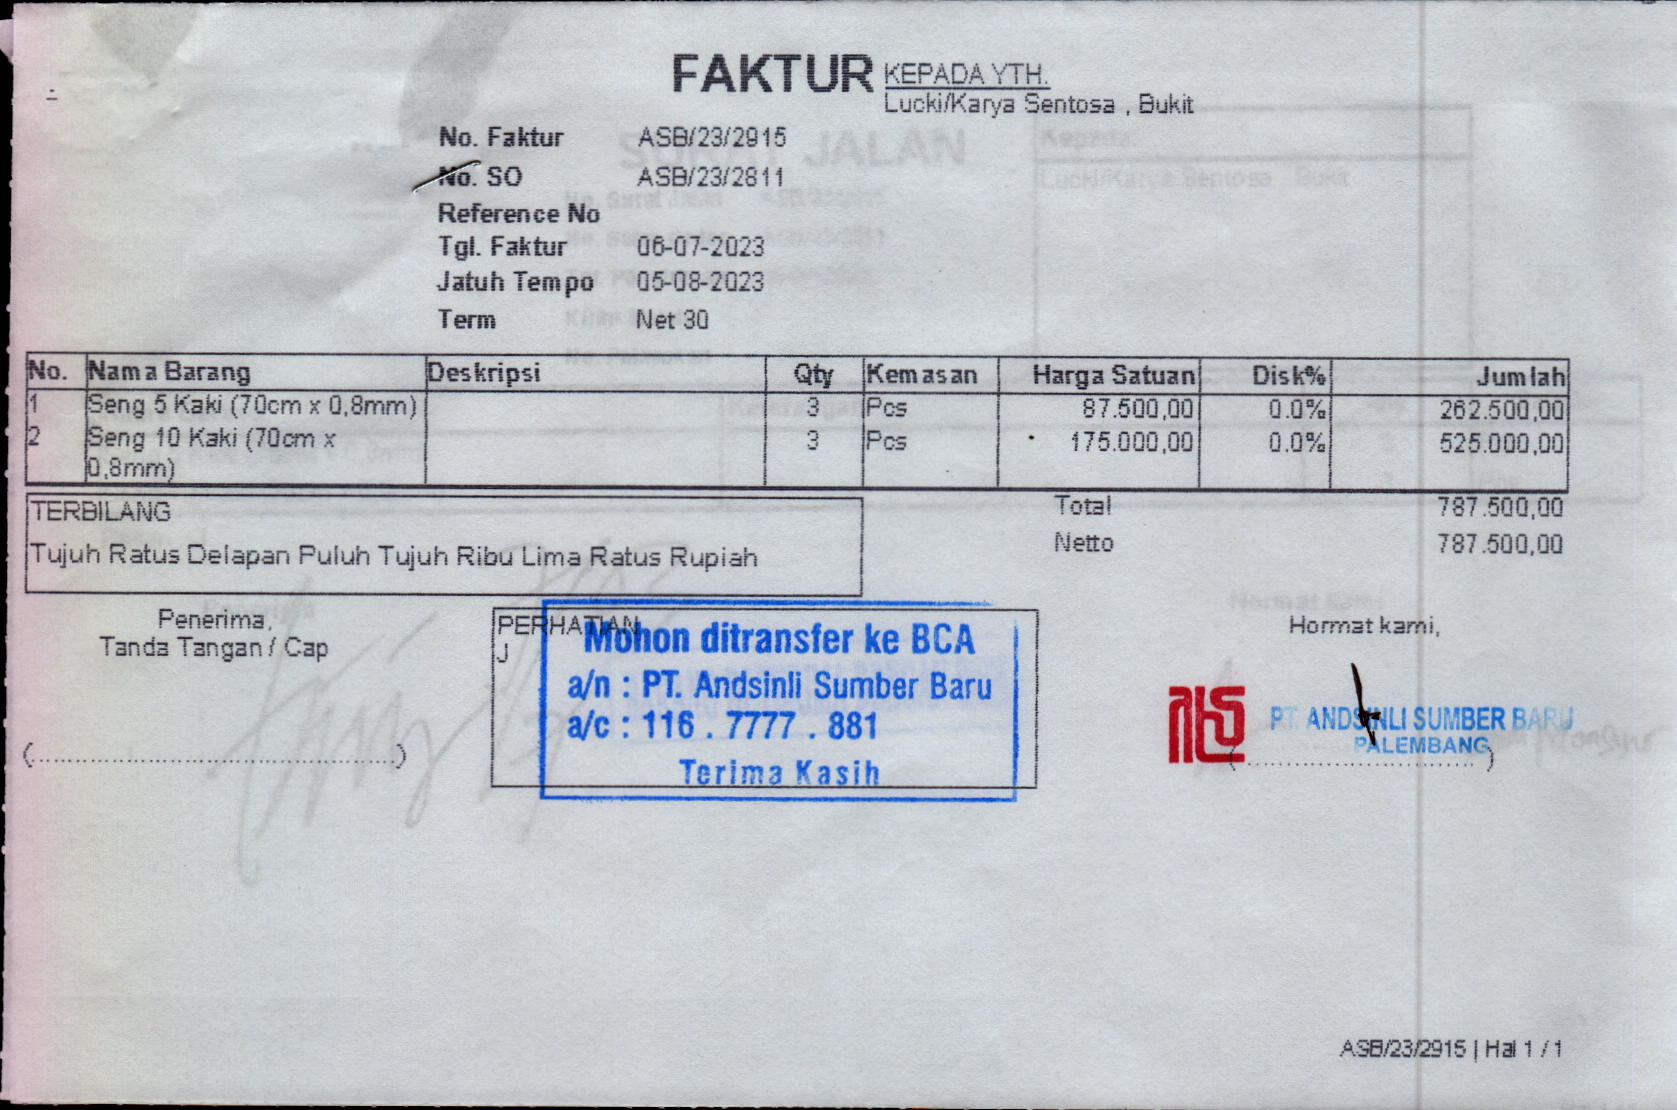 FAKTUR KEPADA YTH.
Lucki/Karya Sentosa , Bukit
No. Faktur ASB/23/2915
No. SO ASB/23/2811
Reference No
Tgl. Faktur 06-07-2023
Jatuh Tempo 05-08-2023
Term Net 30
No. Nama Barang Deskripsi Qty Kemasan Harga Satuan Disk% Jumlah
1 Seng 5 Kaki (70cm x 0,8mm) 3 Pcs 87.500,00 0.0% 262.500,00
2 Seng 10 Kaki (70cm x 3 Pcs 175.000,00 0.0% 525.000,00
0,8mm)
TERBILANG Total 787.500,00
Tujuh Ratus Delapan Puluh Tujuh Ribu Lima Ratus Rupiah Netto 787.500,00
Penerima,
Tanda Tangan / Cap
PERHATIAN
J
Mohon ditransfer ke BCA
a/n : PT. Andsinli Sumber Baru
a/c : 116 . 7777 . 881
Terima Kasih
Hormat kami,
PT. ANDSINLI SUMBER BARU
PALEMBANG
ASB/23/2915 | Hal 1 / 1